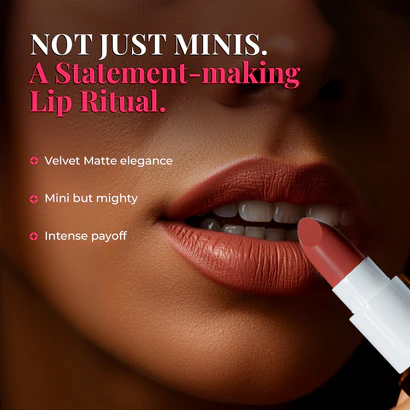 NOT JUST MINIS.
A Statement-making
Lip Ritual.
Velvet Matte elegance
Mini but mighty
Intense payoff